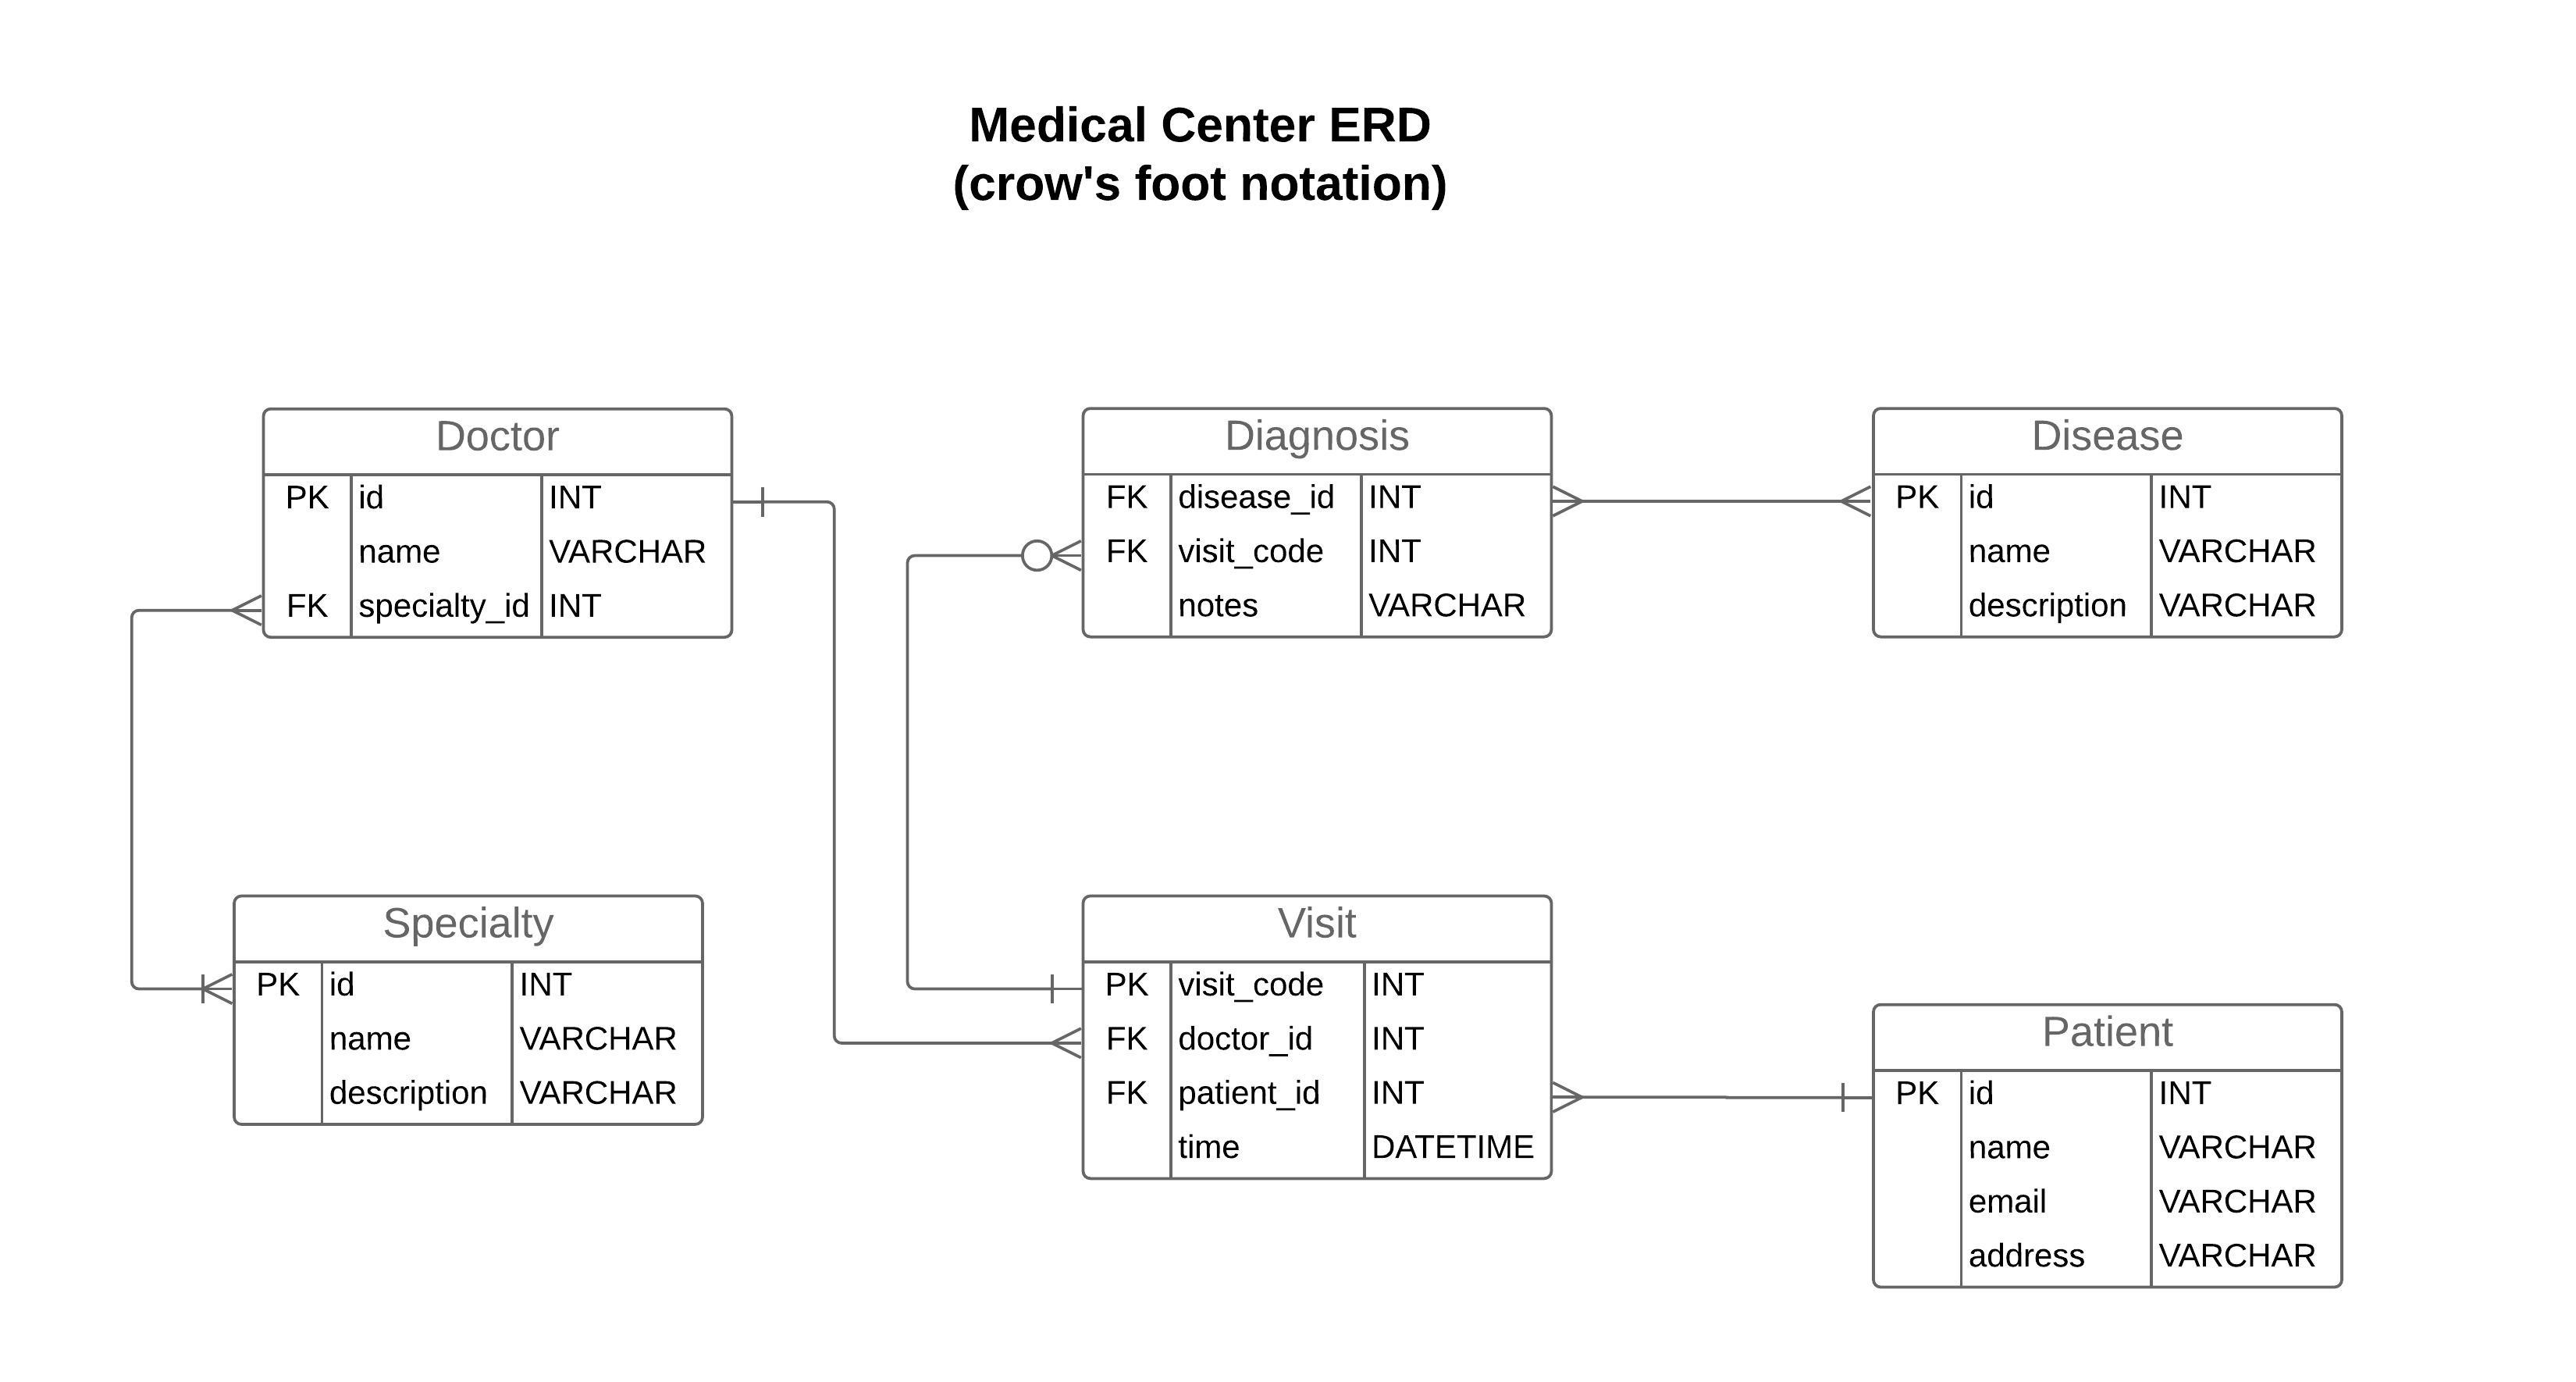 Medical Center ERD
(crow's foot notation)
Doctor
PK id INT
name VARCHAR
FK specialty_id INT
Diagnosis
FK disease_id INT
FK visit_code INT
notes VARCHAR
Disease
PK id INT
name VARCHAR
description VARCHAR
Specialty
PK id INT
name VARCHAR
description VARCHAR
Visit
PK visit_code INT
FK doctor_id INT
FK patient_id INT
time DATETIME
Patient
PK id INT
name VARCHAR
email VARCHAR
address VARCHAR